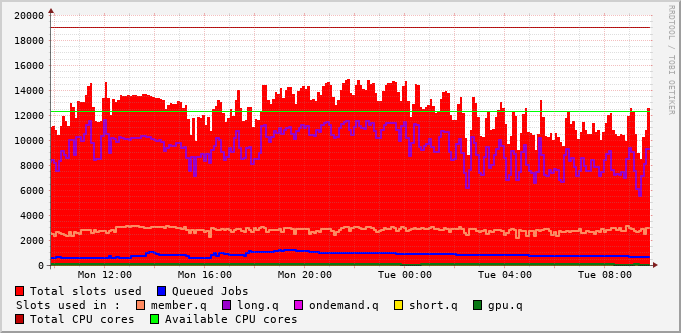 20000
18000
16000
14000
12000
10000
8000
6000
4000
2000
0
Mon 12:00 Mon 16:00 Mon 20:00 Tue 00:00 Tue 04:00 Tue 08:00
RRDTOOL / TOBI OETIKER
Total slots used Queued Jobs
Slots used in : member.q long.q ondemand.q short.q gpu.q
Total CPU cores Available CPU cores